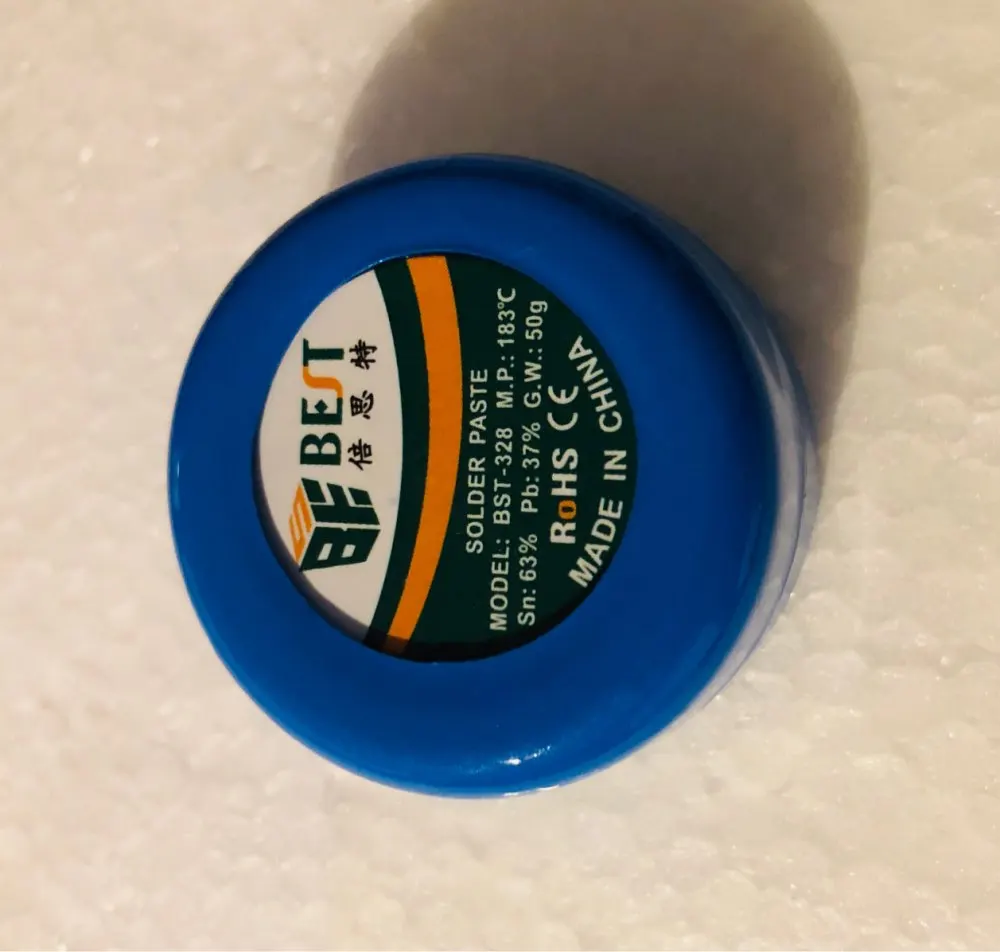 BST
BEST
倍思特
SOLDER PASTE
MODEL: BST-328 M.P.: 183℃
Sn: 63% Pb: 37% G.W.: 50g
RoHS CE
MADE IN CHINA